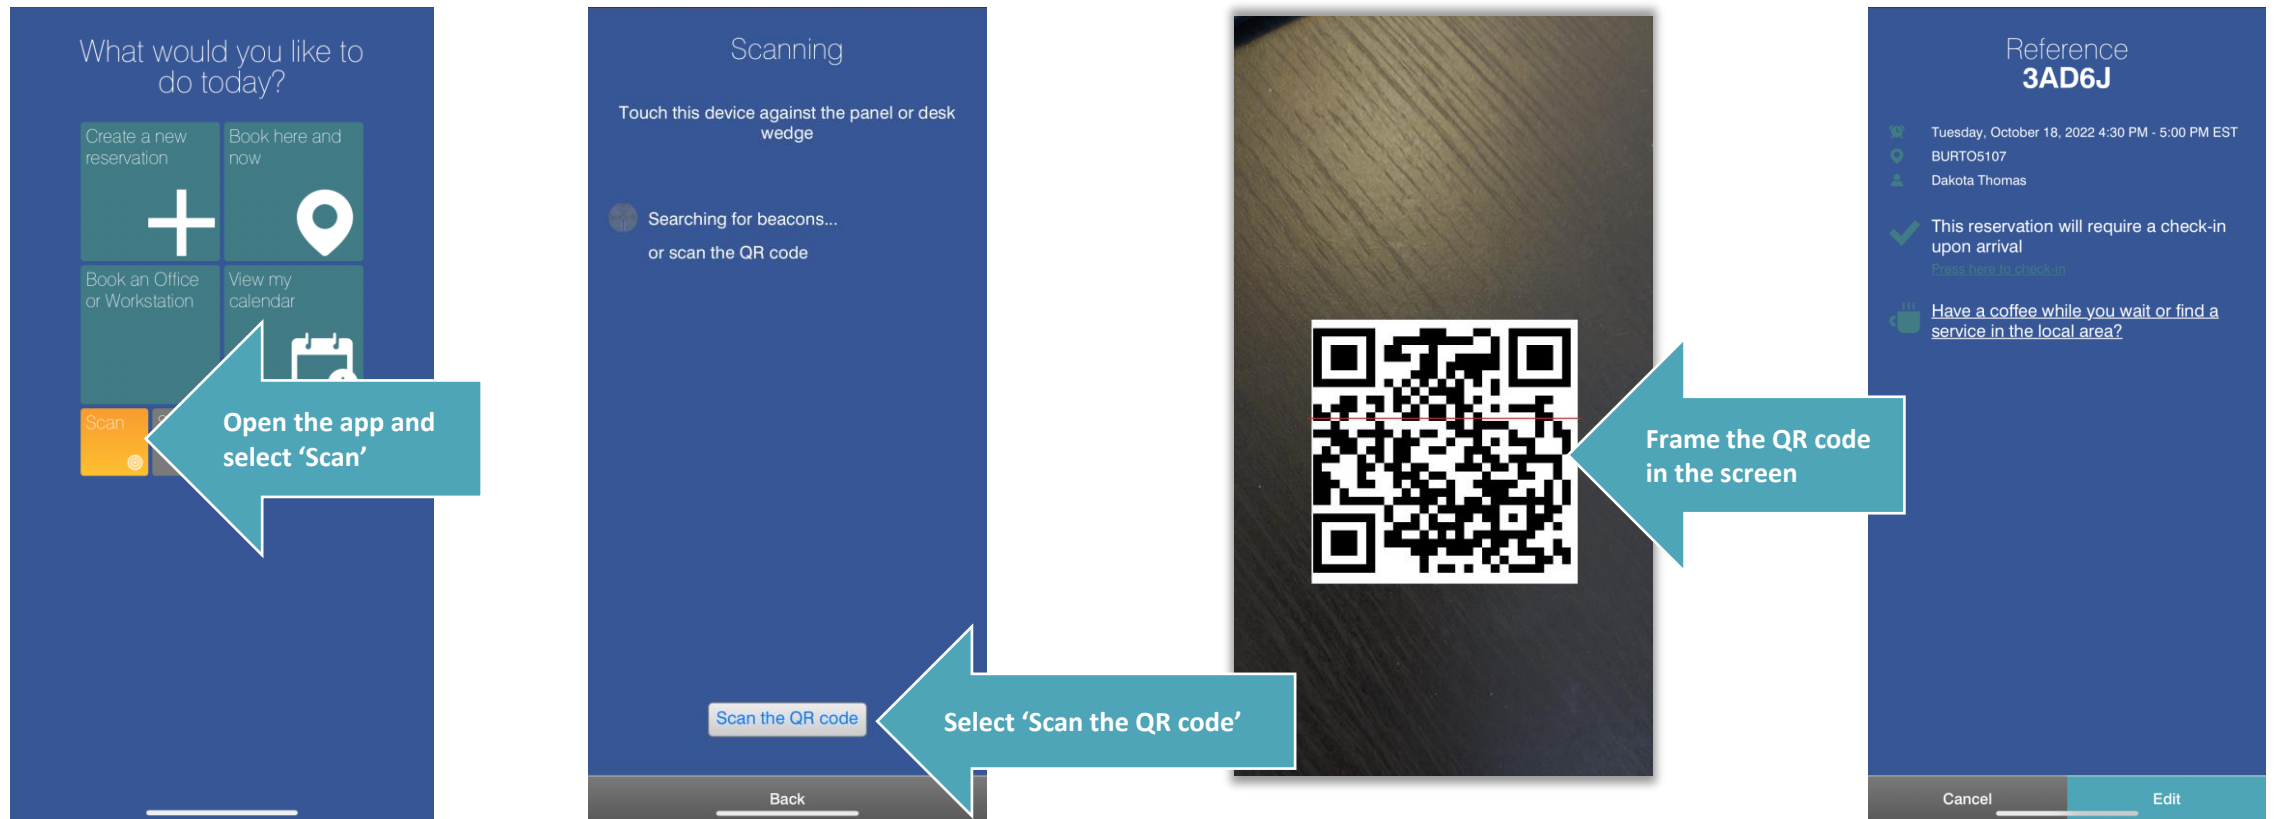 What would you like to
do today?
Create a new
reservation
Book here and
now
Book an Office
or Workstation
View my
calendar
Scan
Open the app and
select ‘Scan’
Scanning
Touch this device against the panel or desk
wedge
Searching for beacons...
or scan the QR code
Scan the QR code
Select ‘Scan the QR code’
Back
Frame the QR code
in the screen
Reference
3AD6J
Tuesday, October 18, 2022 4:30 PM - 5:00 PM EST
BURTO5107
Dakota Thomas
This reservation will require a check-in
upon arrival
Press here to check-in
Have a coffee while you wait or find a
service in the local area?
Cancel
Edit